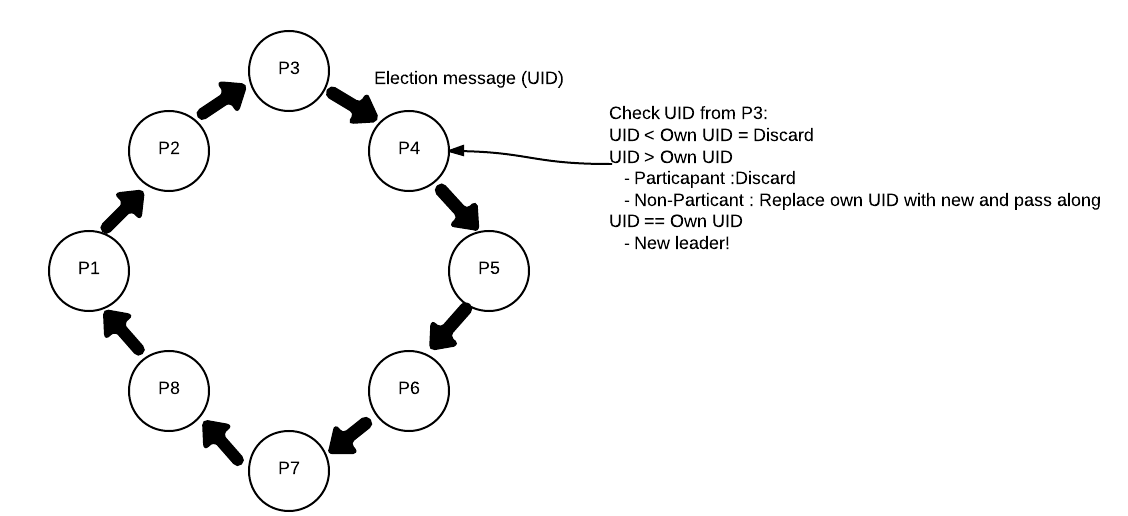 P3
Election message (UID)
P2
P4
Check UID from P3:
UID < Own UID = Discard
UID > Own UID
- Particapant :Discard
- Non-Particant : Replace own UID with new and pass along
UID == Own UID
- New leader!
P1
P5
P8
P6
P7